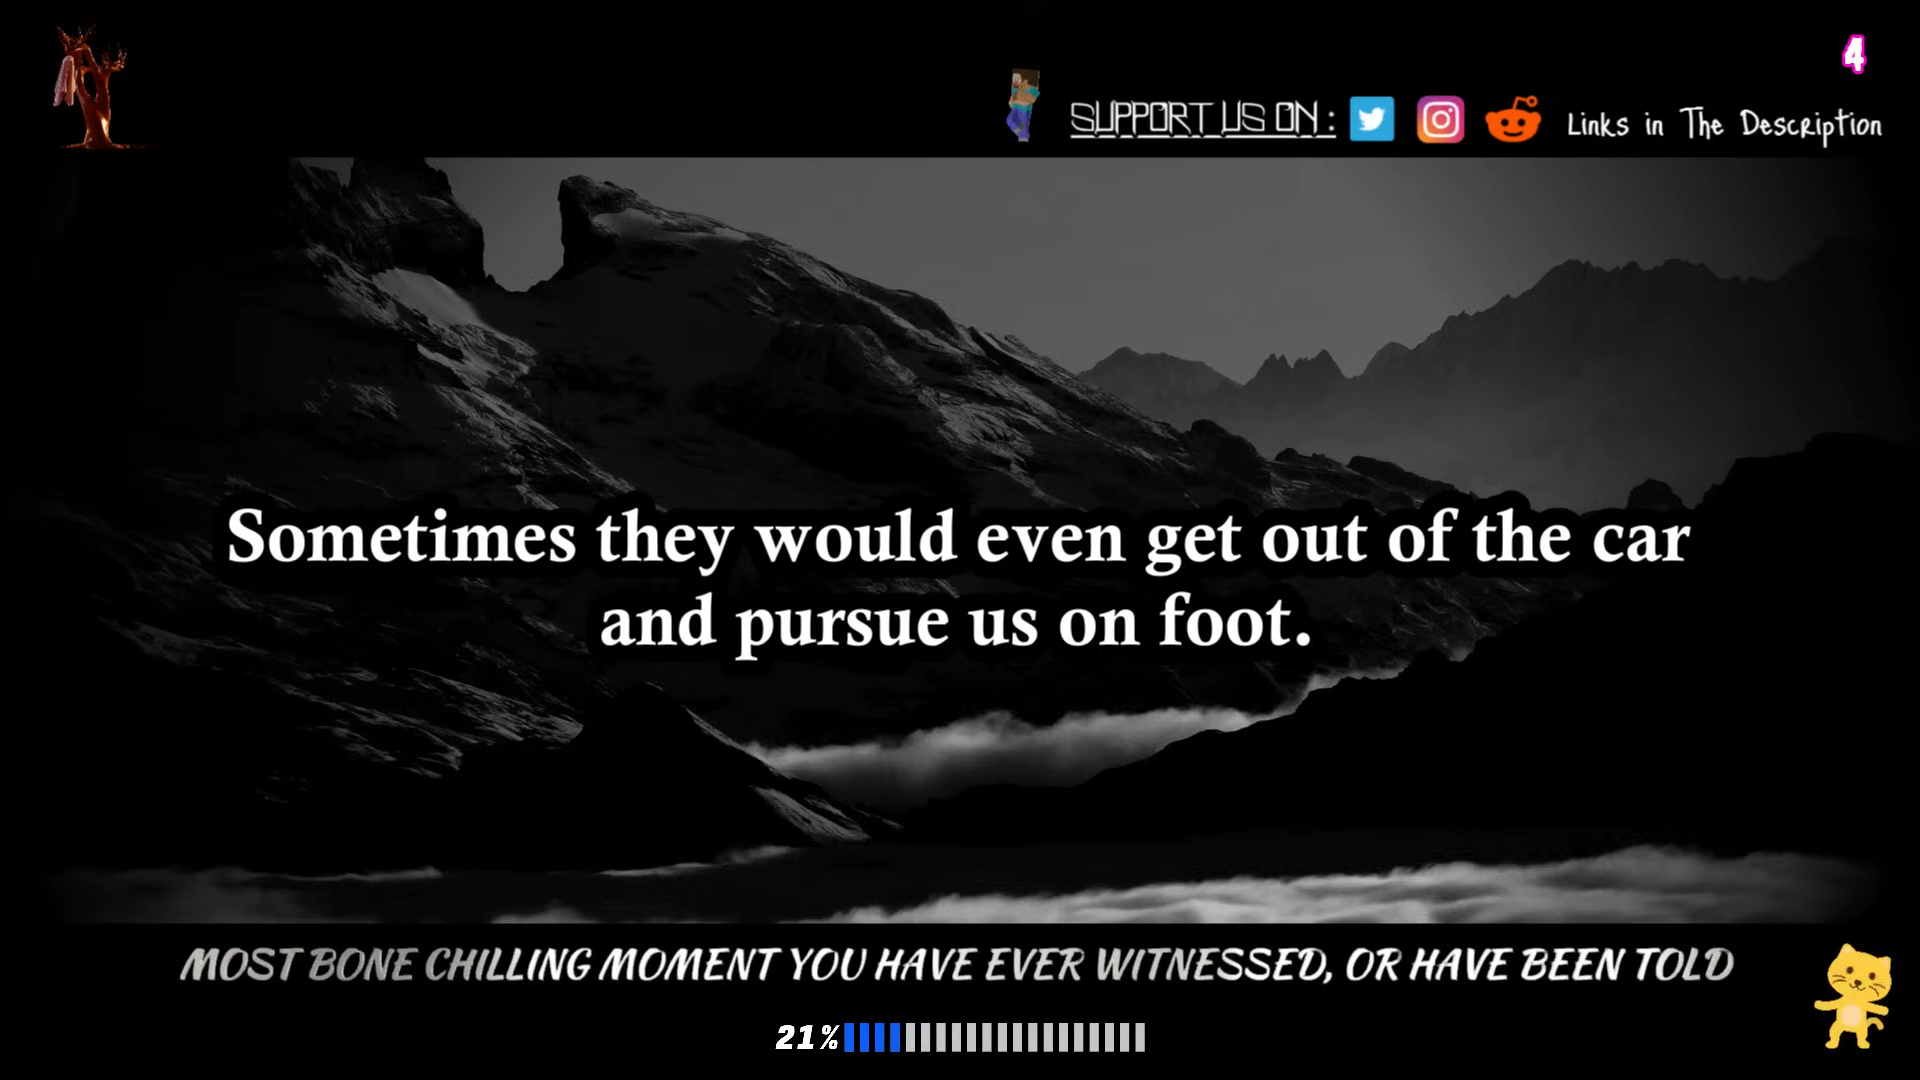 4
SUPPORT US ON :
Links in The Description
Sometimes they would even get out of the car
and pursue us on foot.
MOST BONE CHILLING MOMENT YOU HAVE EVER WITNESSED, OR HAVE BEEN TOLD
21%